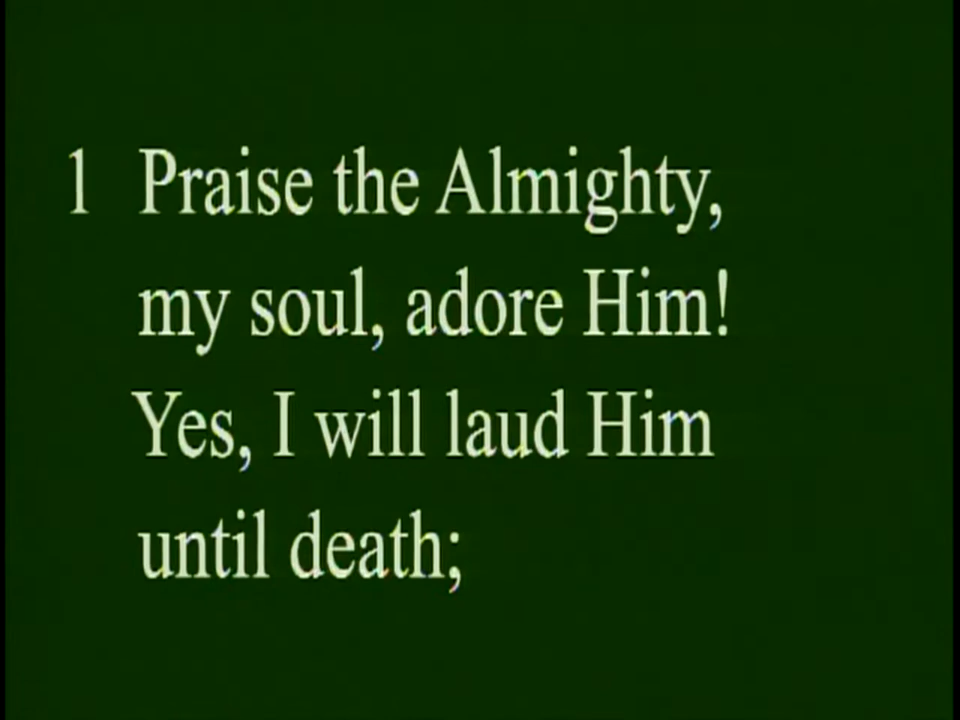 1 Praise the Almighty,
my soul, adore Him!
Yes, I will laud Him
until death;